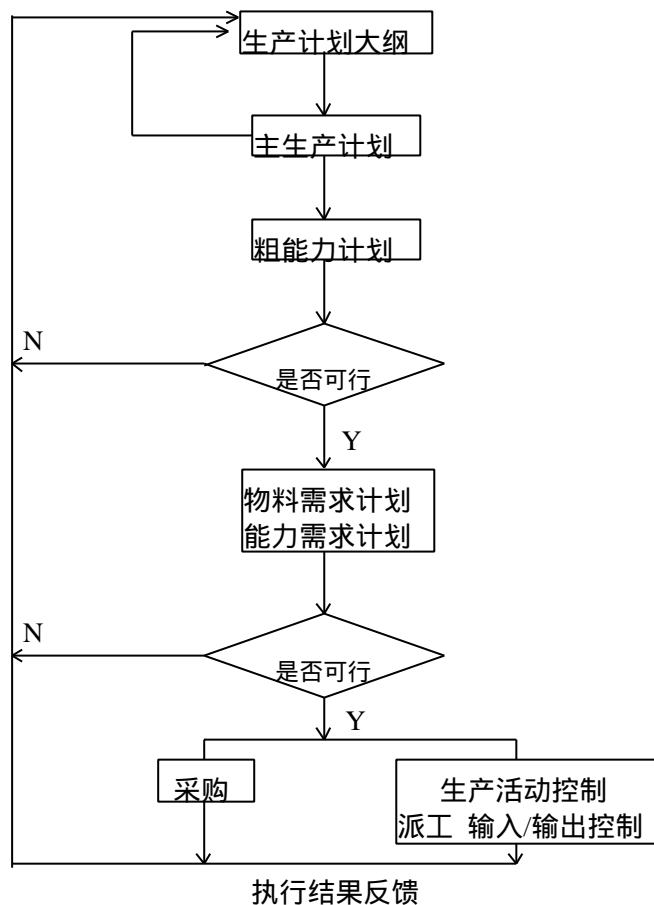 生产计划大纲
主生产计划
粗能力计划
N
是否可行
Y
物料需求计划
能力需求计划
N
是否可行
Y
采购
生产活动控制
派工 输入/输出控制
执行结果反馈